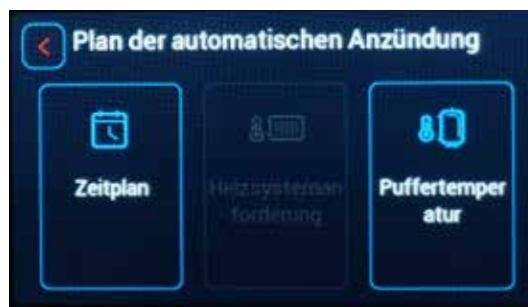 Plan der automatischen Anzündung
Zeitplan
Heizsysteman
forderung
Puffertemper
atur